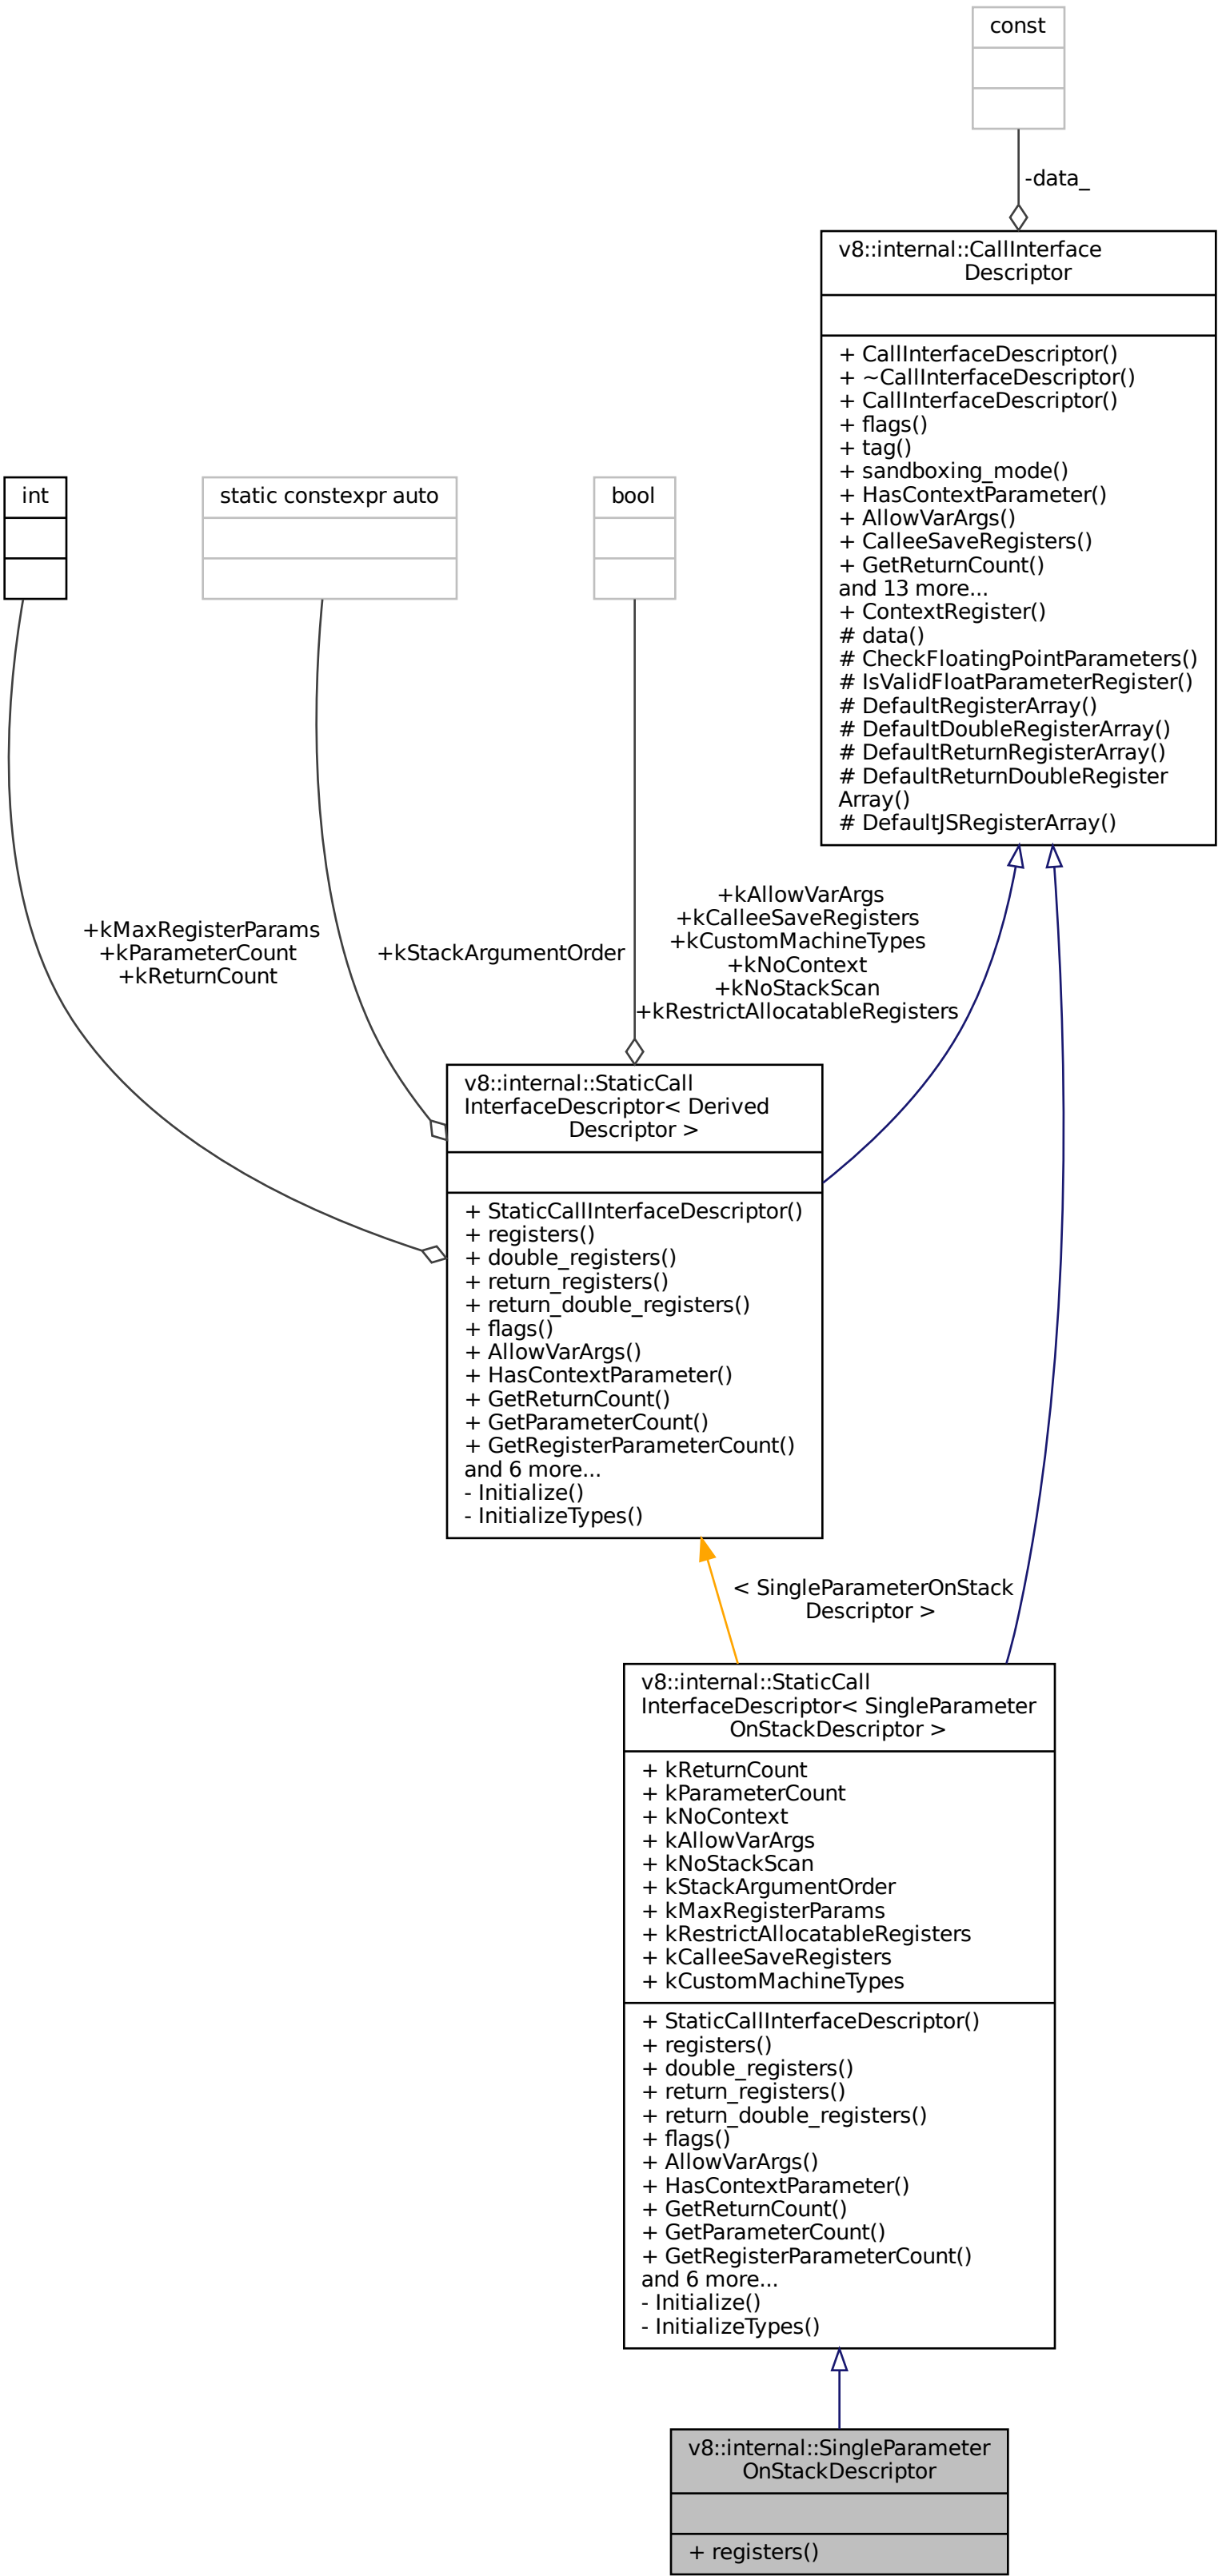 const
-data_
v8::internal::CallInterface
Descriptor
+ CallInterfaceDescriptor()
+ ~CallInterfaceDescriptor()
+ CallInterfaceDescriptor()
+ flags()
+ tag()
+ sandboxing_mode()
+ HasContextParameter()
+ AllowVarArgs()
+ CalleeSaveRegisters()
+ GetReturnCount()
and 13 more...
+ ContextRegister()
# data()
# CheckFloatingPointParameters()
# IsValidFloatParameterRegister()
# DefaultRegisterArray()
# DefaultDoubleRegisterArray()
# DefaultReturnRegisterArray()
# DefaultReturnDoubleRegister
Array()
# DefaultJSRegisterArray()
int
static constexpr auto
bool
+kMaxRegisterParams
+kParameterCount
+kReturnCount
+kStackArgumentOrder
+kAllowVarArgs
+kCalleeSaveRegisters
+kCustomMachineTypes
+kNoContext
+kNoStackScan
+kRestrictAllocatableRegisters
v8::internal::StaticCall
InterfaceDescriptor< Derived
Descriptor >
+ StaticCallInterfaceDescriptor()
+ registers()
+ double_registers()
+ return_registers()
+ return_double_registers()
+ flags()
+ AllowVarArgs()
+ HasContextParameter()
+ GetReturnCount()
+ GetParameterCount()
+ GetRegisterParameterCount()
and 6 more...
- Initialize()
- InitializeTypes()
< SingleParameterOnStack
Descriptor >
v8::internal::StaticCall
InterfaceDescriptor< SingleParameter
OnStackDescriptor >
+ kReturnCount
+ kParameterCount
+ kNoContext
+ kAllowVarArgs
+ kNoStackScan
+ kStackArgumentOrder
+ kMaxRegisterParams
+ kRestrictAllocatableRegisters
+ kCalleeSaveRegisters
+ kCustomMachineTypes
+ StaticCallInterfaceDescriptor()
+ registers()
+ double_registers()
+ return_registers()
+ return_double_registers()
+ flags()
+ AllowVarArgs()
+ HasContextParameter()
+ GetReturnCount()
+ GetParameterCount()
+ GetRegisterParameterCount()
and 6 more...
- Initialize()
- InitializeTypes()
v8::internal::SingleParameter
OnStackDescriptor
+ registers()